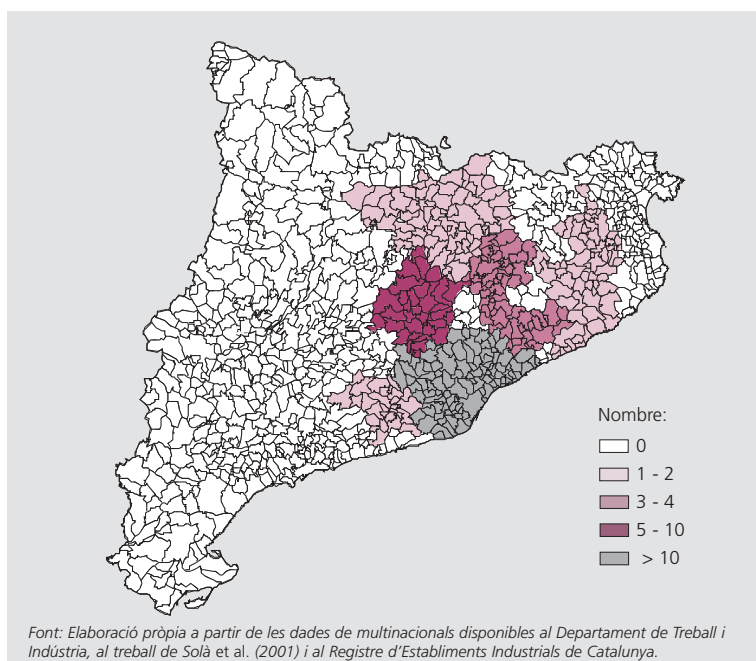 Nombre:
0
1 - 2
3 - 4
5 - 10
> 10
Font: Elaboració pròpia a partir de les dades de multinacionals disponibles al Departament de Treball i
Indústria, al treball de Solà et al. (2001) i al Registre d’Establiments Industrials de Catalunya.